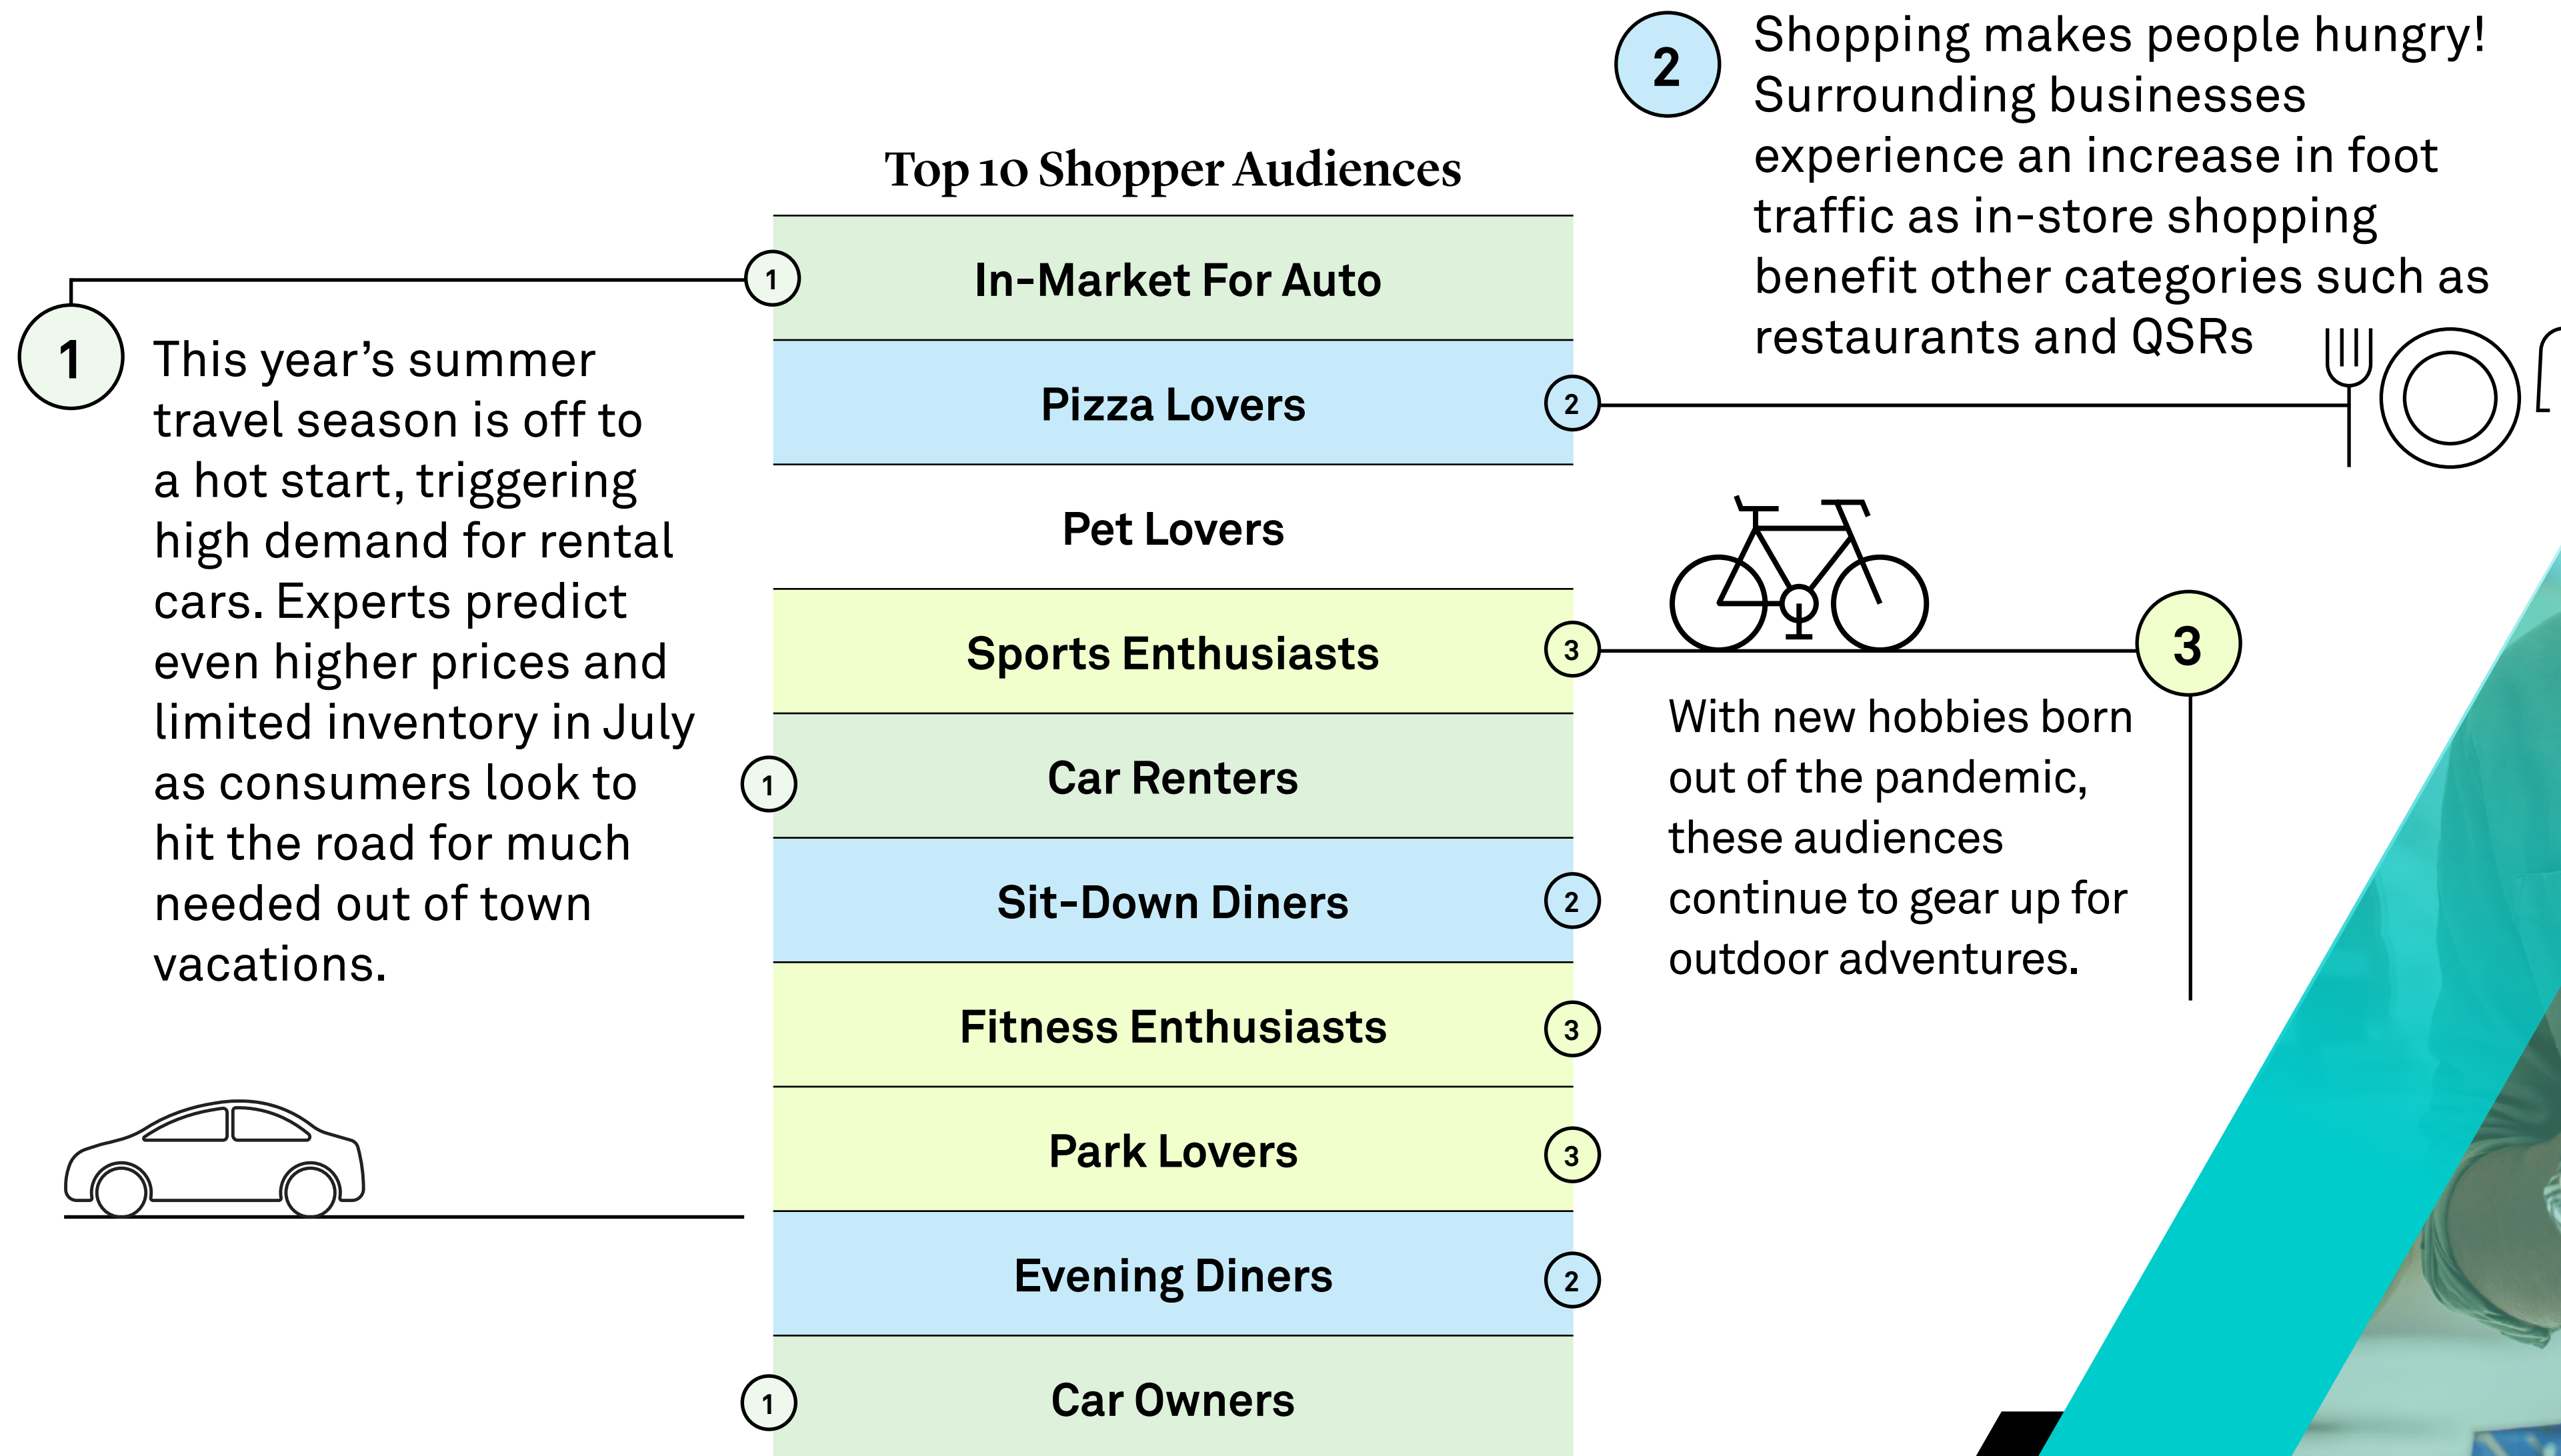 Top 10 Shopper Audiences
1
In-Market For Auto
Pizza Lovers
2
Pet Lovers
Sports Enthusiasts
3
1
Car Renters
Sit-Down Diners
2
Fitness Enthusiasts
3
Park Lovers
3
Evening Diners
2
1
Car Owners
1
This year’s summer
travel season is off to
a hot start, triggering
high demand for rental
cars. Experts predict
even higher prices and
limited inventory in July
as consumers look to
hit the road for much
needed out of town
vacations.
2
Shopping makes people hungry!
Surrounding businesses
experience an increase in foot
traffic as in-store shopping
benefit other categories such as
restaurants and QSRs
3
With new hobbies born
out of the pandemic,
these audiences
continue to gear up for
outdoor adventures.